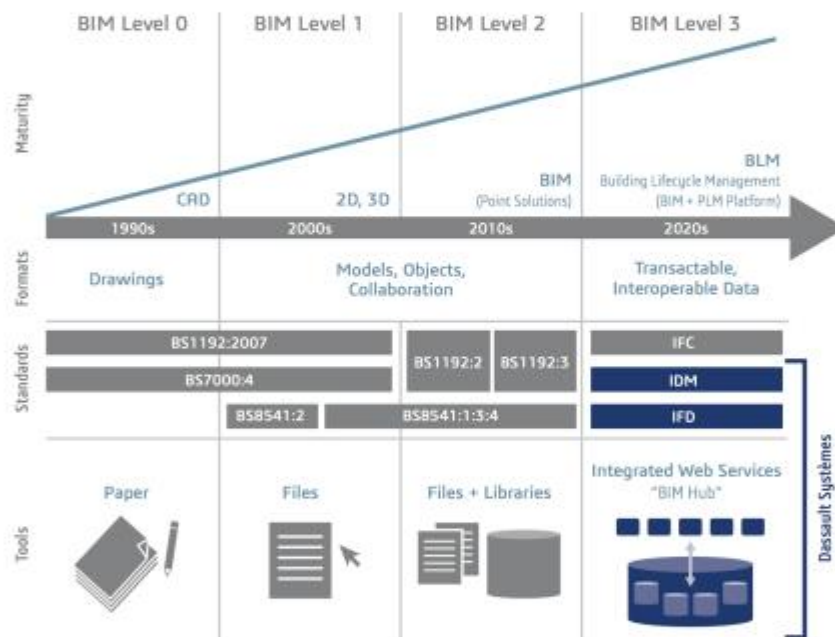 BIM Level 0
BIM Level 1
BIM Level 2
BIM Level 3
Maturity
CAD
2D, 3D
BIM
(Point Solutions)
BLM
Building Lifecycle Management
(BIM + PLM Platform)
1990s
2000s
2010s
2020s
Formats
Drawings
Models, Objects,
Collaboration
Transactable,
Interoperable Data
Standards
BS1192:2007
BS7000:4
BS8541:2
BS1192:2
BS1192:3
BS8541:1:3:4
IFC
IDM
IFD
Tools
Paper
Files
Files + Libraries
Integrated Web Services
"BIM Hub"
Dassault Systèmes